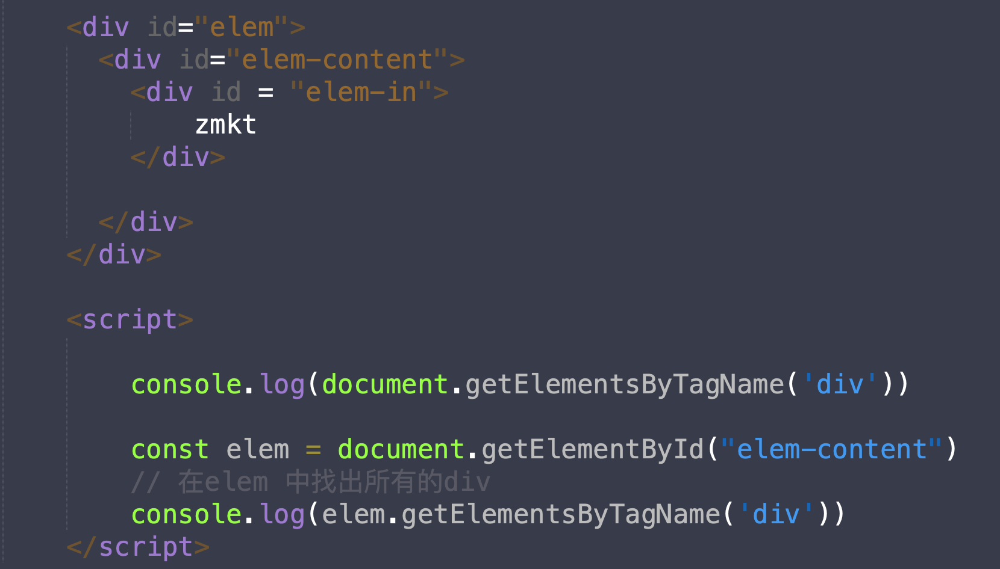 <div id="elem">
<div id="elem-content">
<div id = "elem-in">
zmkt
</div>
</div>
</div>
<script>
console.log(document.getElementsByTagName('div'))
const elem = document.getElementById("elem-content")
// 在elem 中找出所有的div
console.log(elem.getElementsByTagName('div'))
</script>